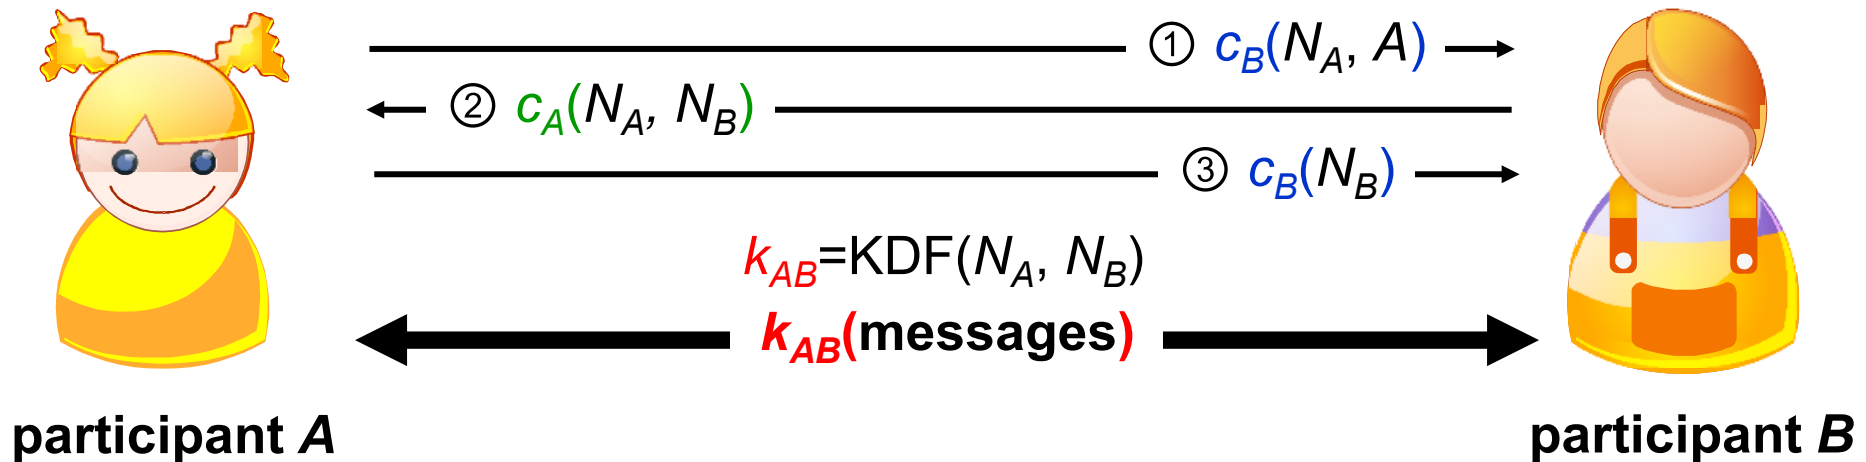 ① c_B(N_A, A)
② c_A(N_A, N_B)
③ c_B(N_B)
k_AB=KDF(N_A, N_B)
k_AB(messages)
participant A
participant B